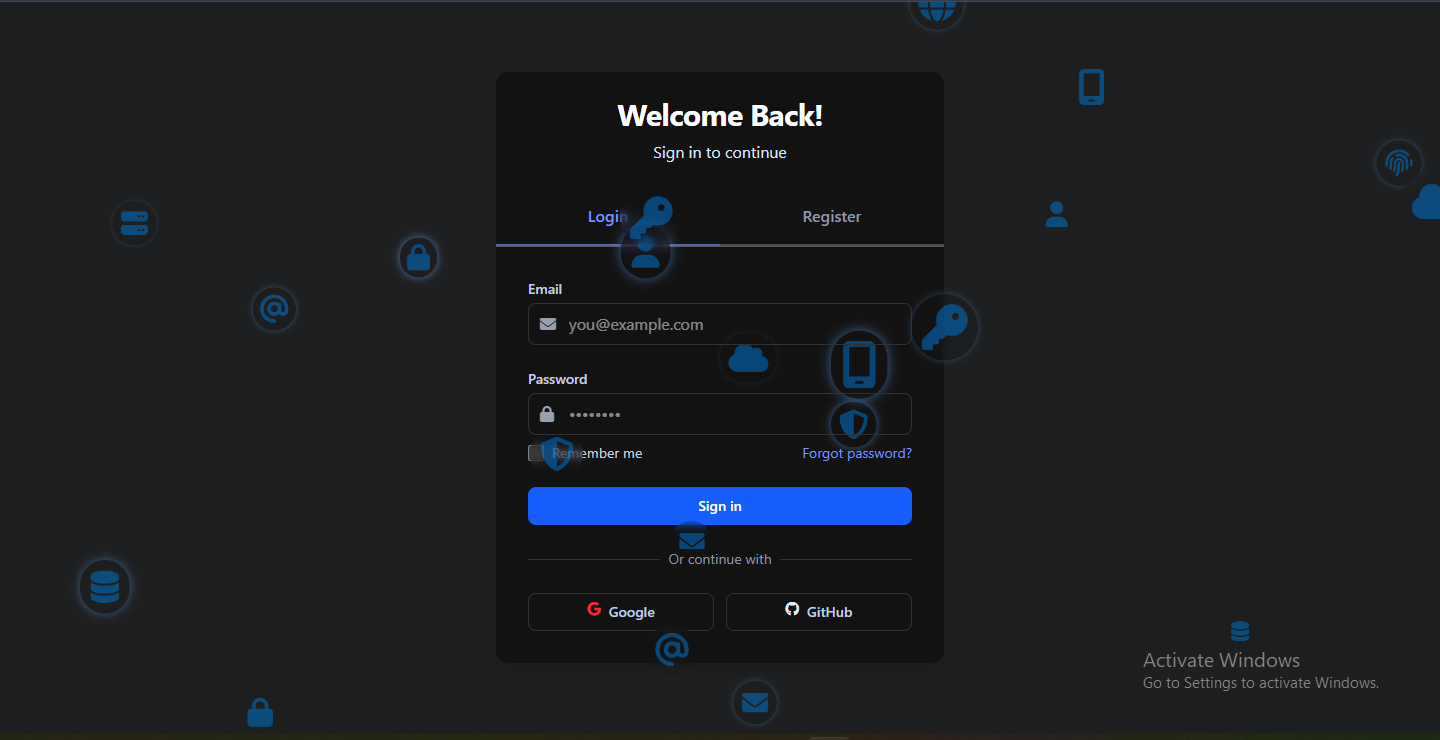 Welcome Back!
Sign in to continue
Login
Register
Email
you@example.com
Password
••••••••
Remember me
Forgot password?
Sign in
Or continue with
Google
GitHub
Activate Windows
Go to Settings to activate Windows.